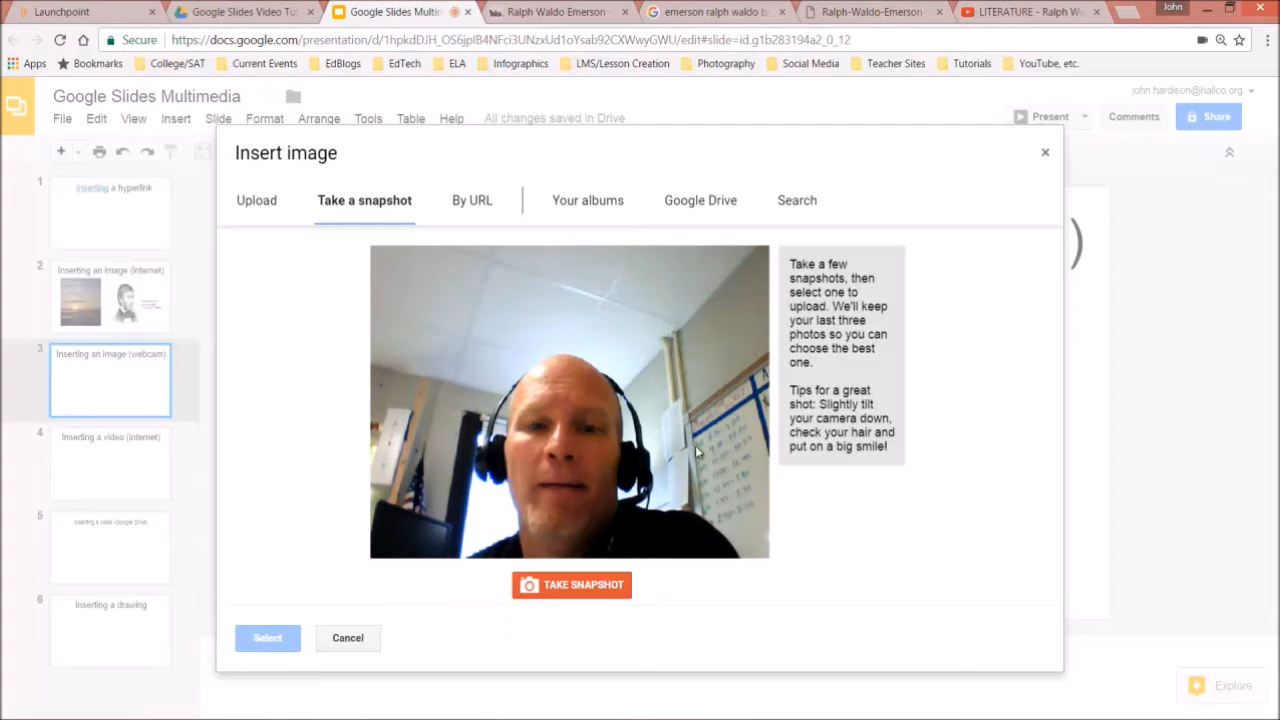 Launchpoint
Google Slides Video Tut
Google Slides Multim
Ralph Waldo Emerson
emerson ralph waldo b
Ralph-Waldo-Emerson
LITERATURE - Ralph Wa
John
Secure
https://docs.google.com/presentation/d/1hpkdDJH_OS6jpIB4NFci3UNzxUd1oYsab92CXWwyGWU/edit#slide=id.g1b283194a2_0_12
Apps Bookmarks College/SAT Current Events EdBlogs EdTech ELA Infographics LMS/Lesson Creation Photography Social Media Teacher Sites Tutorials YouTube, etc.
Google Slides Multimedia
john.hardison@hallco.org
File Edit View Insert Slide Format Arrange Tools Table Help All changes saved in Drive
Present Comments Share
Insert image
Upload Take a snapshot By URL Your albums Google Drive Search
Take a few
snapshots, then
select one to
upload. We'll keep
your last three
photos so you can
choose the best
one.
Tips for a great
shot: Slightly tilt
your camera down,
check your hair and
put on a big smile!
TAKE SNAPSHOT
Select Cancel
1
Inserting a hyperlink
2
Inserting an image (internet)
3
Inserting an image (webcam)
4
Inserting a video (internet)
5
Inserting a video (Google Drive)
6
Inserting a drawing
)
Explore